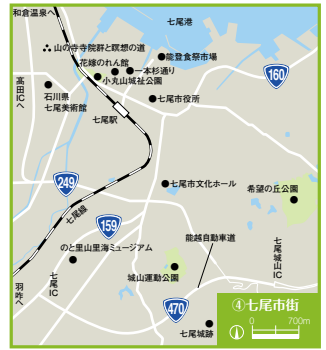 和倉温泉へ
七尾港
山の寺寺院群と瞑想の道
能登食祭市場
花嫁のれん館
一本杉通り
小丸山城址公園
160
高田ICへ
石川県
七尾美術館
七尾市役所
七尾駅
249
七尾市文化ホール
希望の丘公園
七尾線
159
のと里山里海ミュージアム
能越自動車道
七尾城山IC
七尾IC
羽咋へ
城山運動公園
470
④七尾市街
0 700m
七尾城跡